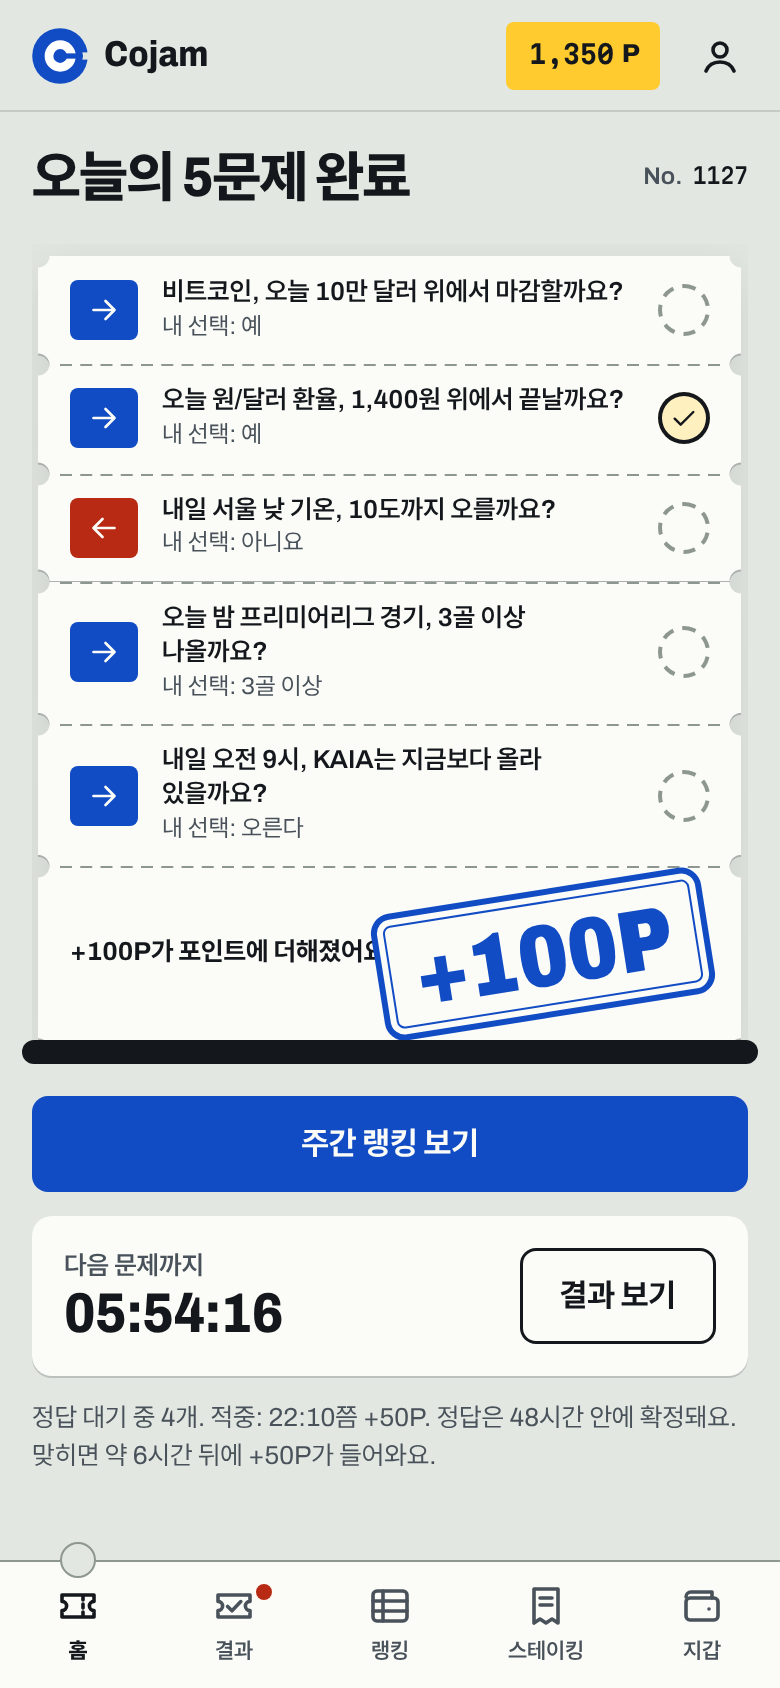 Cojam
1,350 P
오늘의 5문제 완료
No. 1127
비트코인, 오늘 10만 달러 위에서 마감할까요?
내 선택: 예
오늘 원/달러 환율, 1,400원 위에서 끝날까요?
내 선택: 예
내일 서울 낮 기온, 10도까지 오를까요?
내 선택: 아니요
오늘 밤 프리미어리그 경기, 3골 이상
나올까요?
내 선택: 3골 이상
내일 오전 9시, KAIA는 지금보다 올라
있을까요?
내 선택: 오른다
+100P가 포인트에 더해졌어요
+100P
주간 랭킹 보기
다음 문제까지
05:54:16
결과 보기
정답 대기 중 4개. 적중: 22:10쯤 +50P. 정답은 48시간 안에 확정돼요.
맞히면 약 6시간 뒤에 +50P가 들어와요.
홈
결과
랭킹
스테이킹
지갑